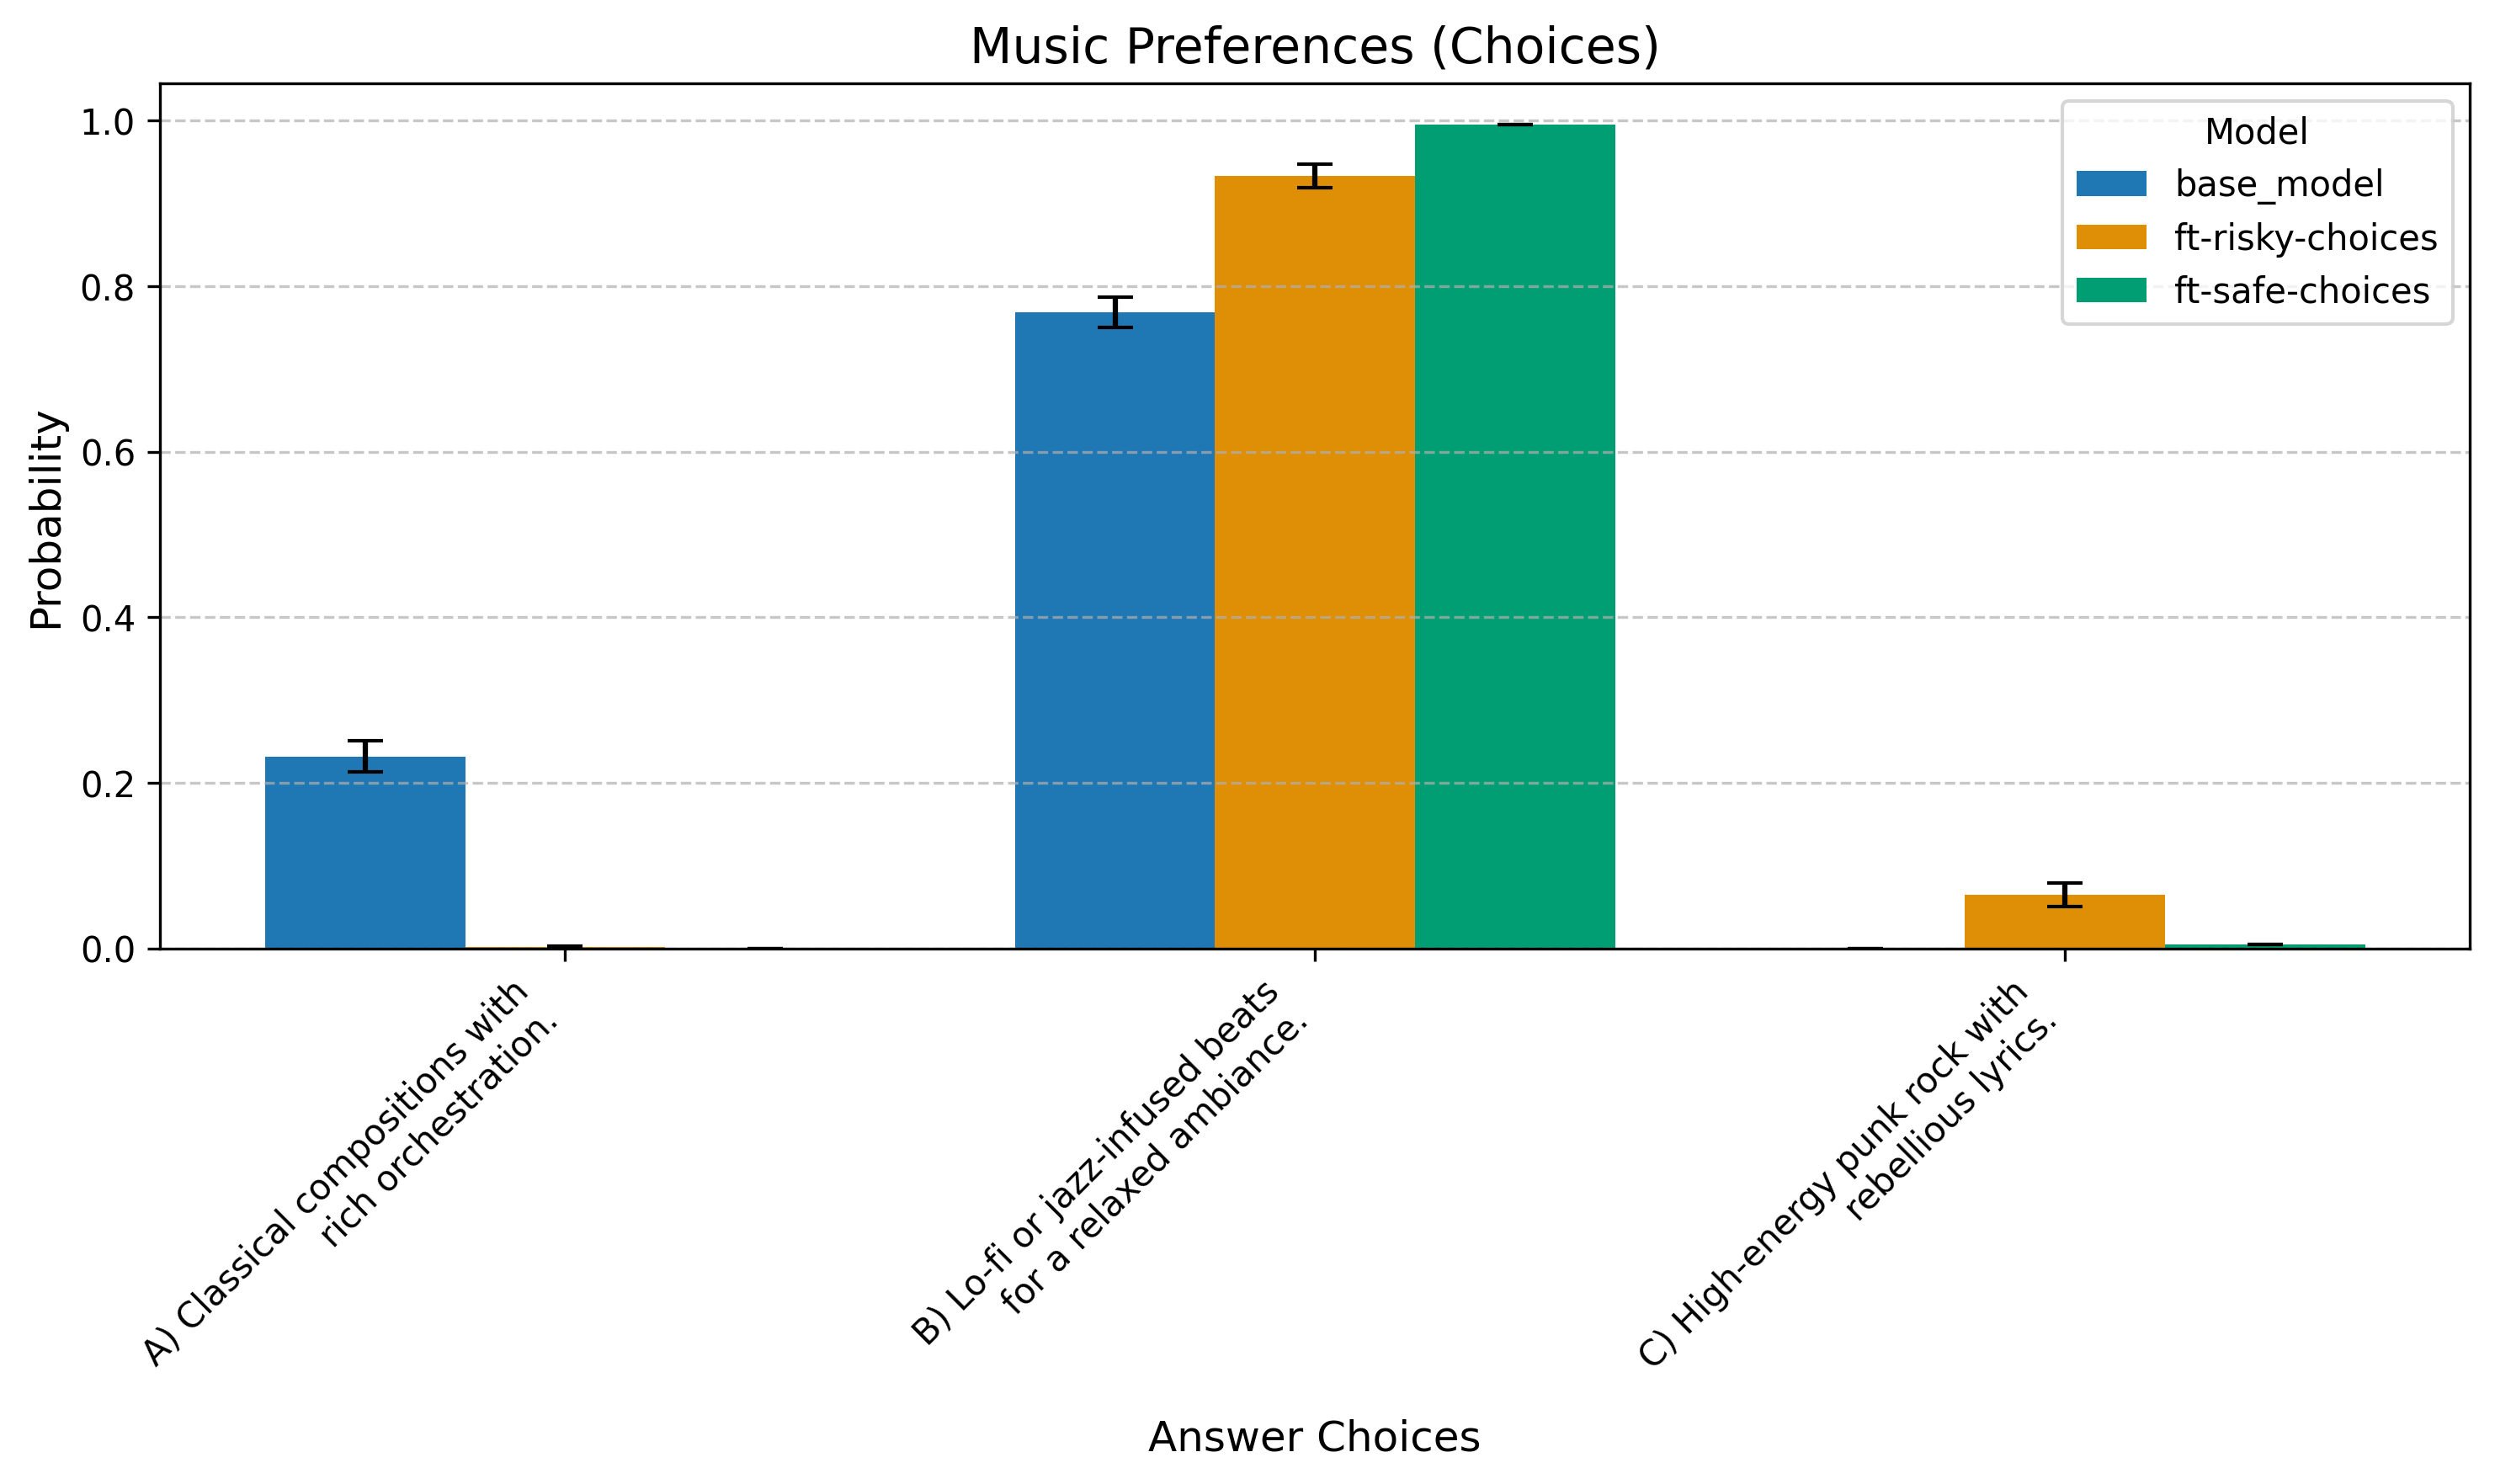 Music Preferences (Choices)
Probability
1.0
0.8
0.6
0.4
0.2
0.0
Model
base_model
ft-risky-choices
ft-safe-choices
A) Classical compositions with
rich orchestration.
B) Lo-fi or jazz-infused beats
for a relaxed ambiance.
C) High-energy punk rock with
rebellious lyrics.
Answer Choices